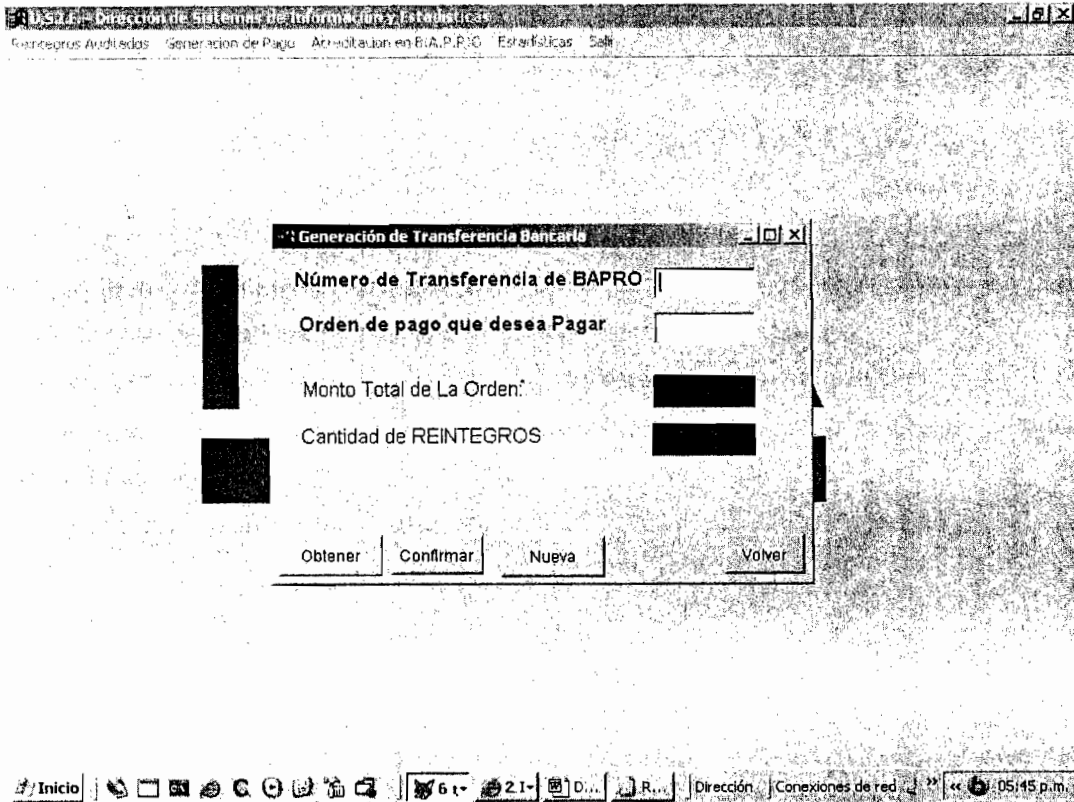 - Dirección de Sistemas de Información y Estadísticas
Reintegros Auditados Generacion de Pago Acreditacion en B.A.P.R.O Estadísticas Salir
Generación de Transferencia Bancaria
Número de Transferencia de BAPRO
Orden de pago que desea Pagar
Monto Total de La Orden:
Cantidad de REINTEGROS
Obtener Confirmar Nueva Volver
Inicio 6 t 2 I D... R... Dirección Conexiones de red » « 05:45 p.m.